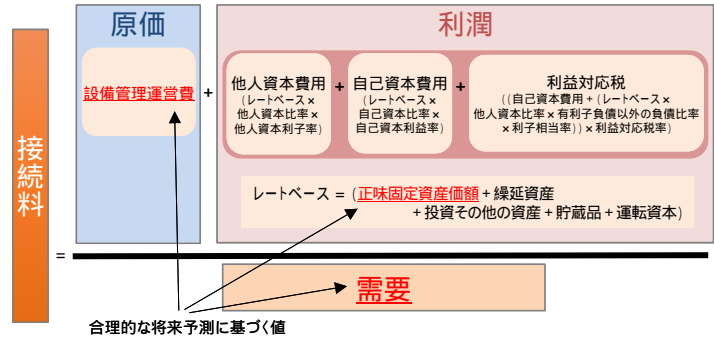 原価
利潤
接続料
設備管理運営費
+
他人資本費用
(レートベース×
他人資本比率×
他人資本利子率)
+
自己資本費用
(レートベース×
自己資本比率×
自己資本利益率)
+
利益対応税
((自己資本費用+(レートベース×
他人資本比率×有利子負債以外の負債比率
×利子相当率))×利益対応税率)
レートベース=(正味固定資産価額+繰延資産
+投資その他の資産+貯蔵品+運転資本)
=
需要
合理的な将来予測に基づく値